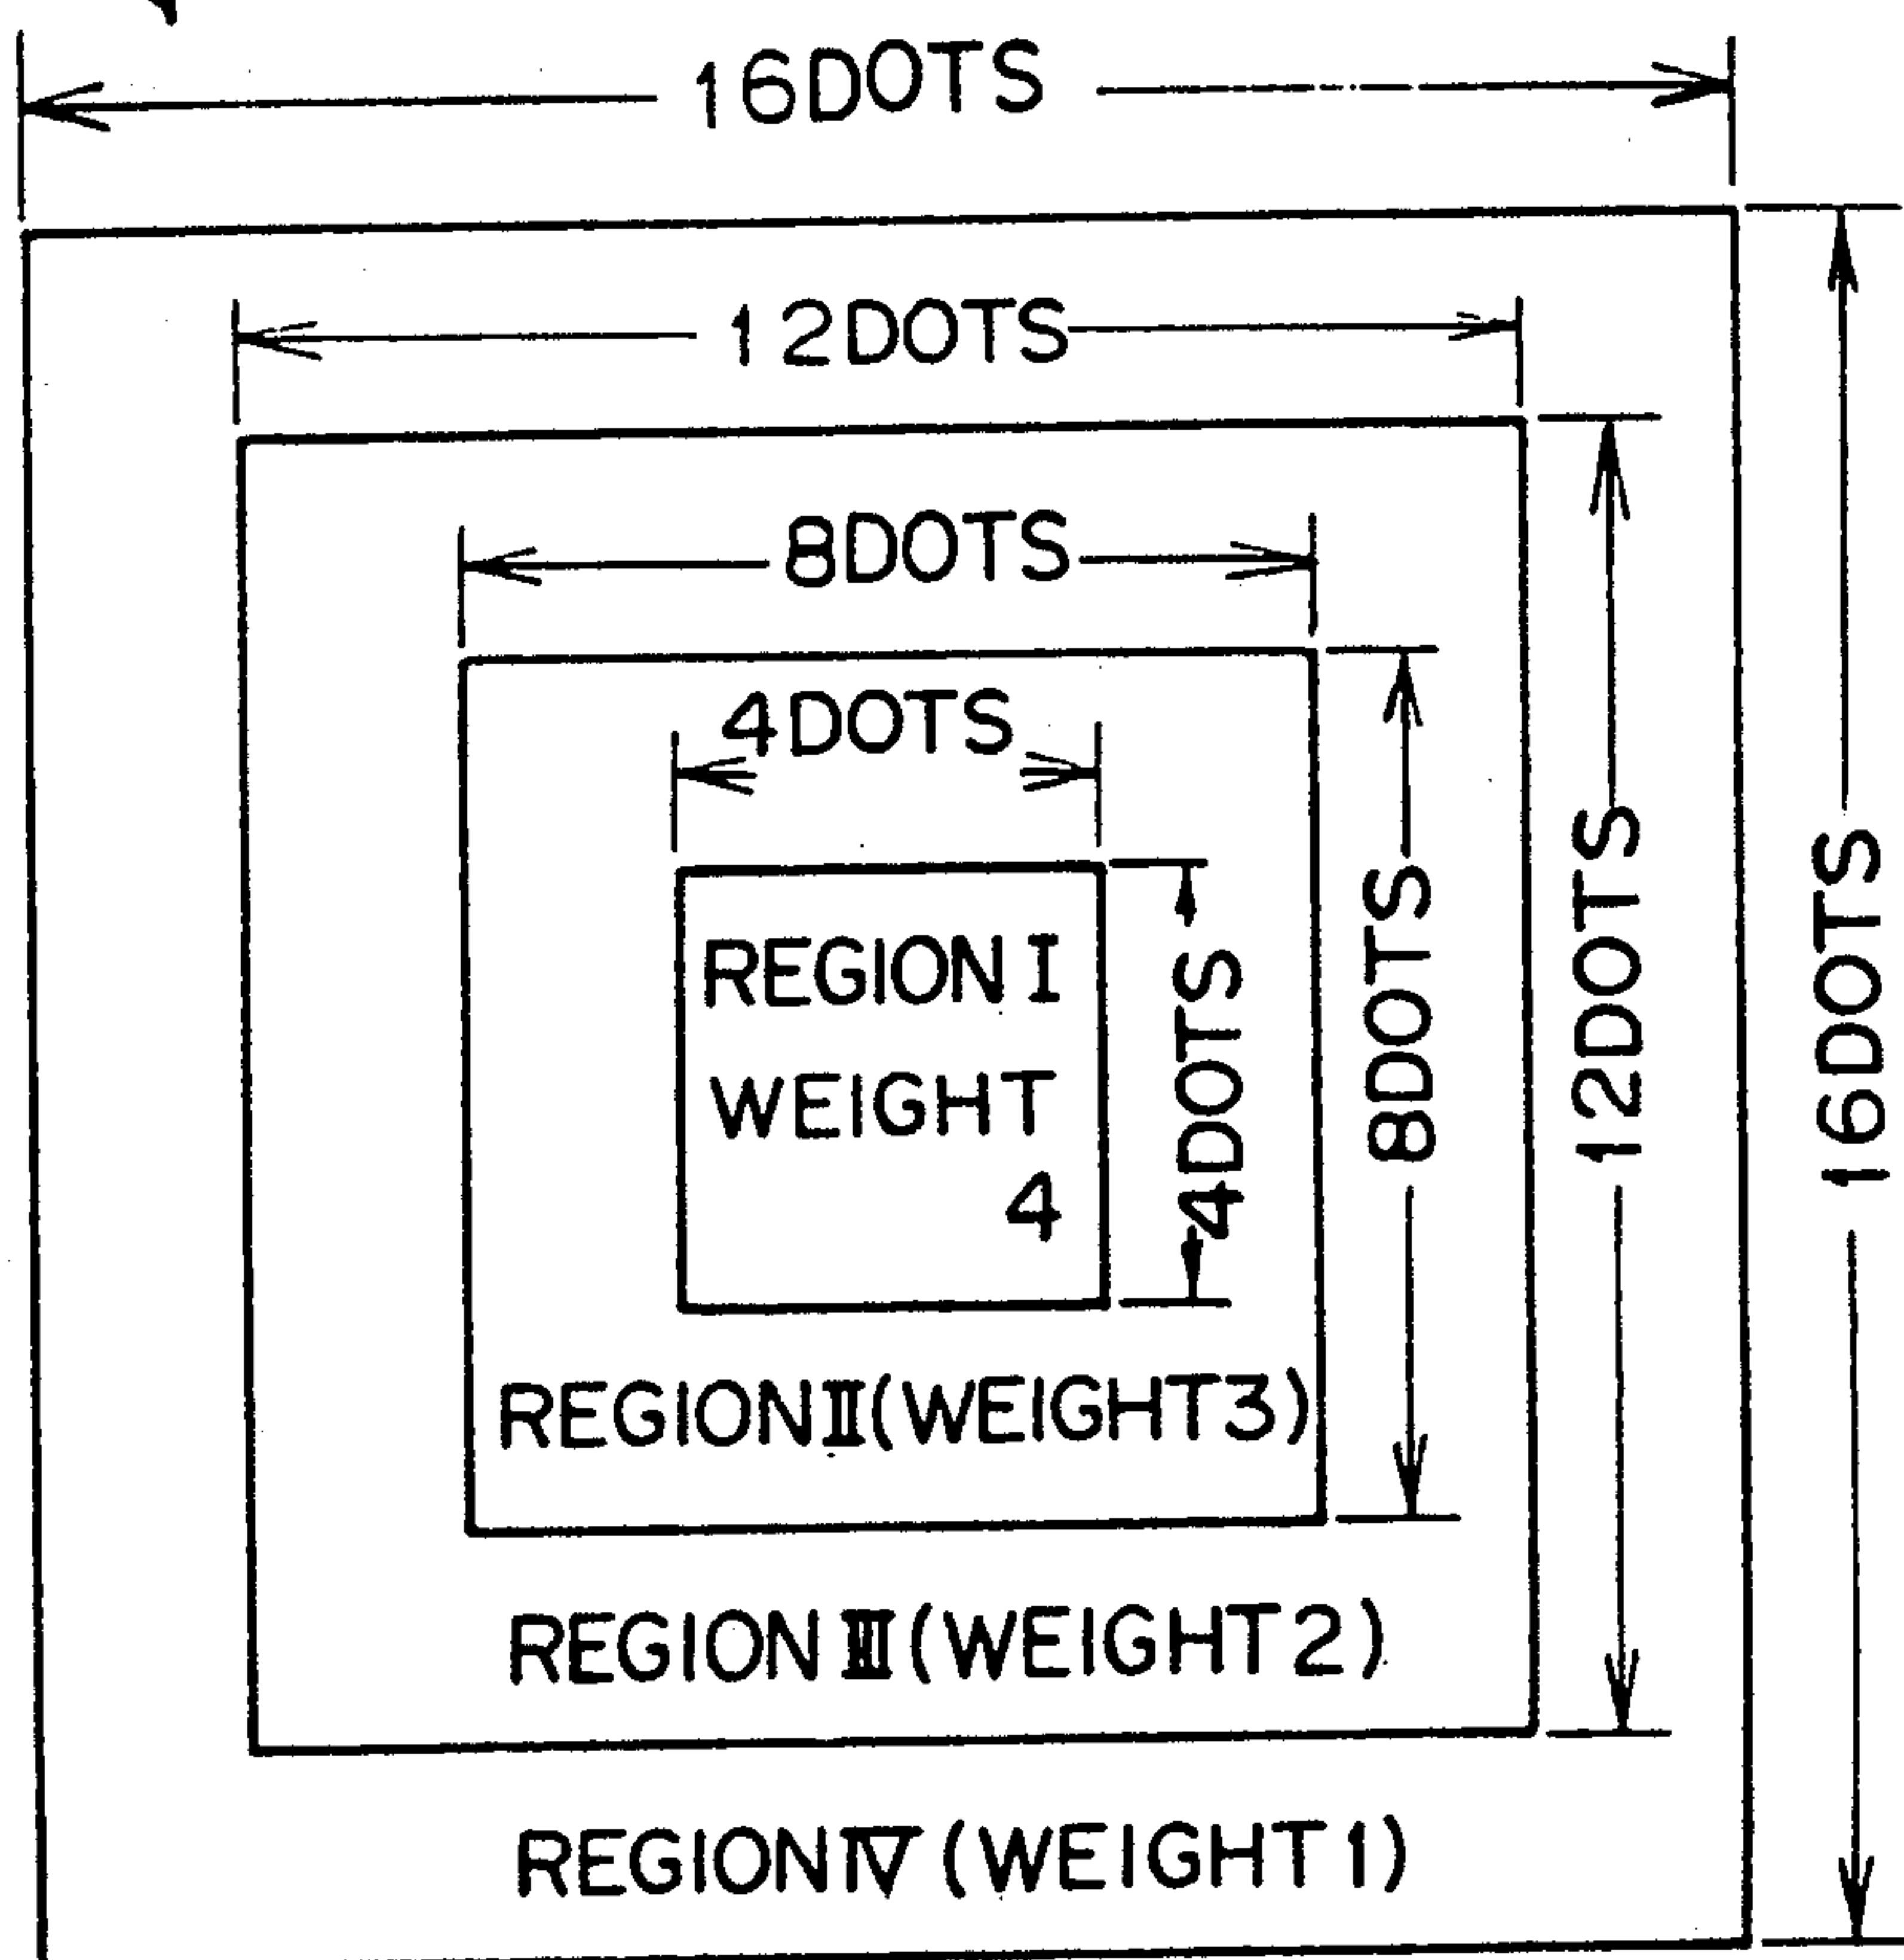 16DOTS
12DOTS
8DOTS
4DOTS
REGION I
WEIGHT
4
4DOTS
8DOTS
12DOTS
16DOTS
REGION II (WEIGHT3)
REGION III (WEIGHT 2)
REGION IV (WEIGHT 1)